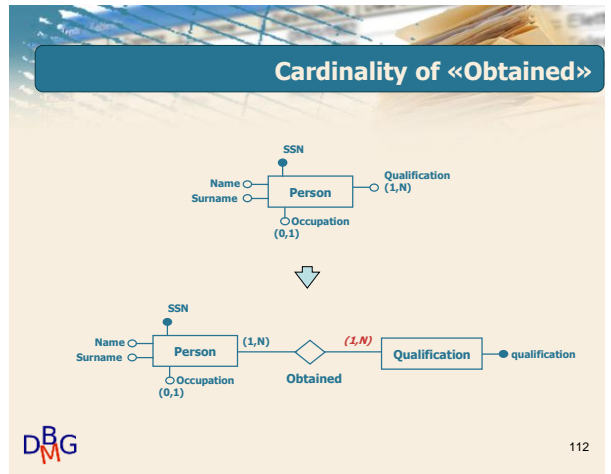 Cardinality of «Obtained»
SSN
Name
Surname
Person
Qualification
(1,N)
Occupation
(0,1)
SSN
Name
Surname
Person
(1,N)
(1,N)
Obtained
Qualification
qualification
Occupation
(0,1)
DBMG
112